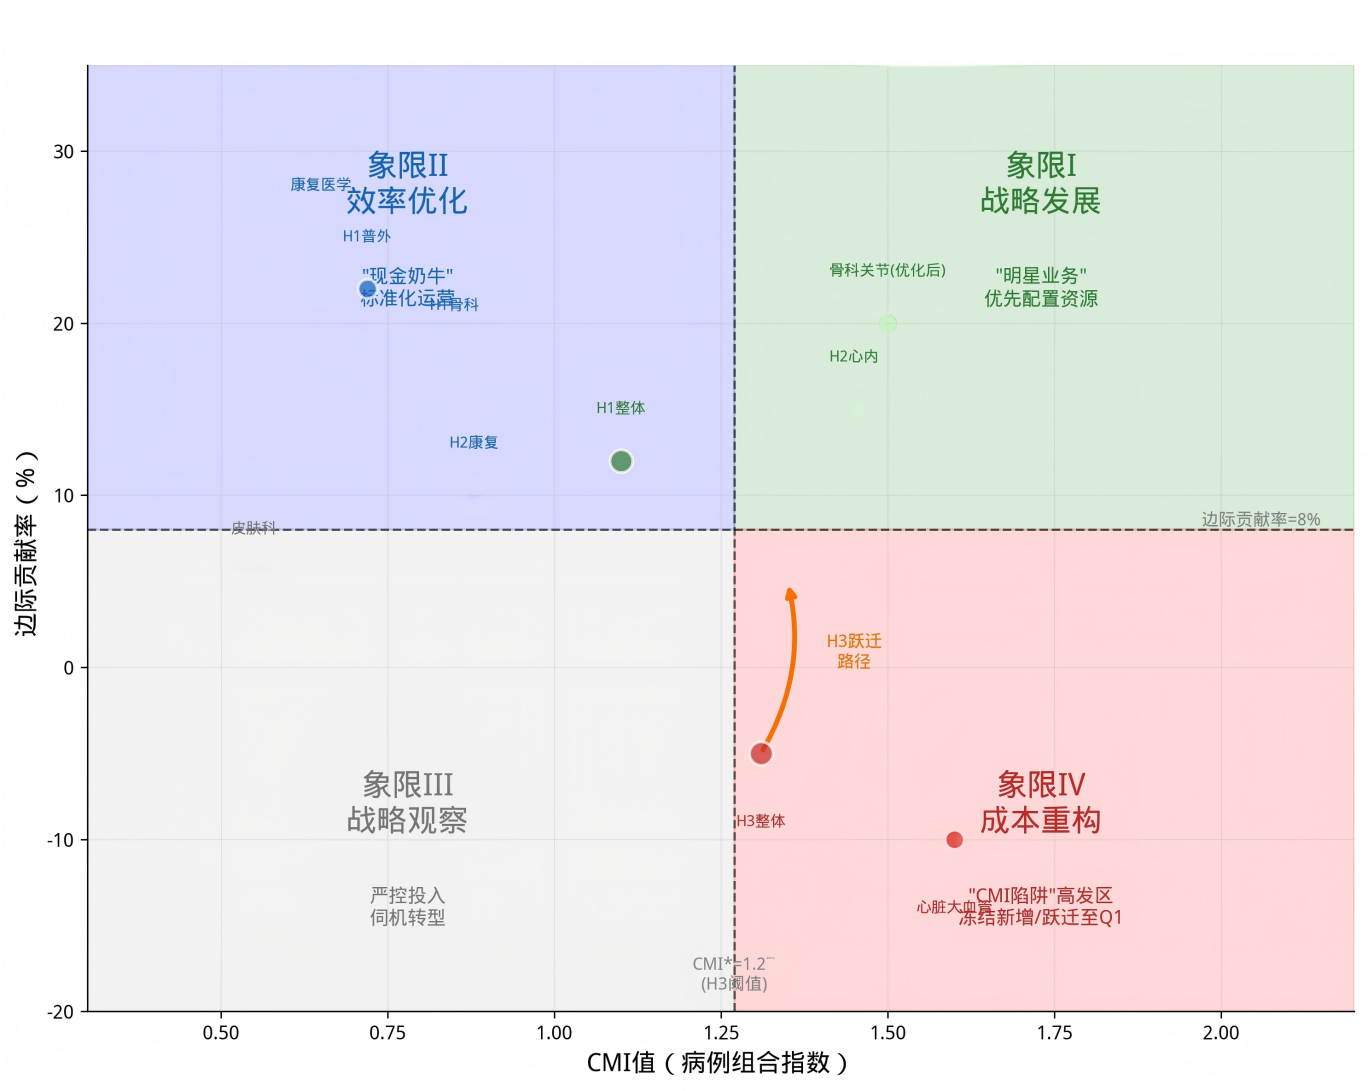 象限II
效率优化
康复医学
H1普外
"现金奶牛"
标准化运营
H1骨科
H1整体
H2康复
皮肤科
象限I
战略发展
骨科关节(优化后)
"明星业务"
优先配置资源
H2心内
边际贡献率=8%
H3跃迁
路径
象限III
战略观察
严控投入
伺机转型
H3整体
象限IV
成本重构
心脏大血管
"CMI陷阱"高发区
冻结新增/跃迁至Q1
CMI*=1.2
(H3阈值)
边际贡献率（%）
30
20
10
0
-10
-20
0.50
0.75
1.00
1.25
1.50
1.75
2.00
CMI值（病例组合指数）